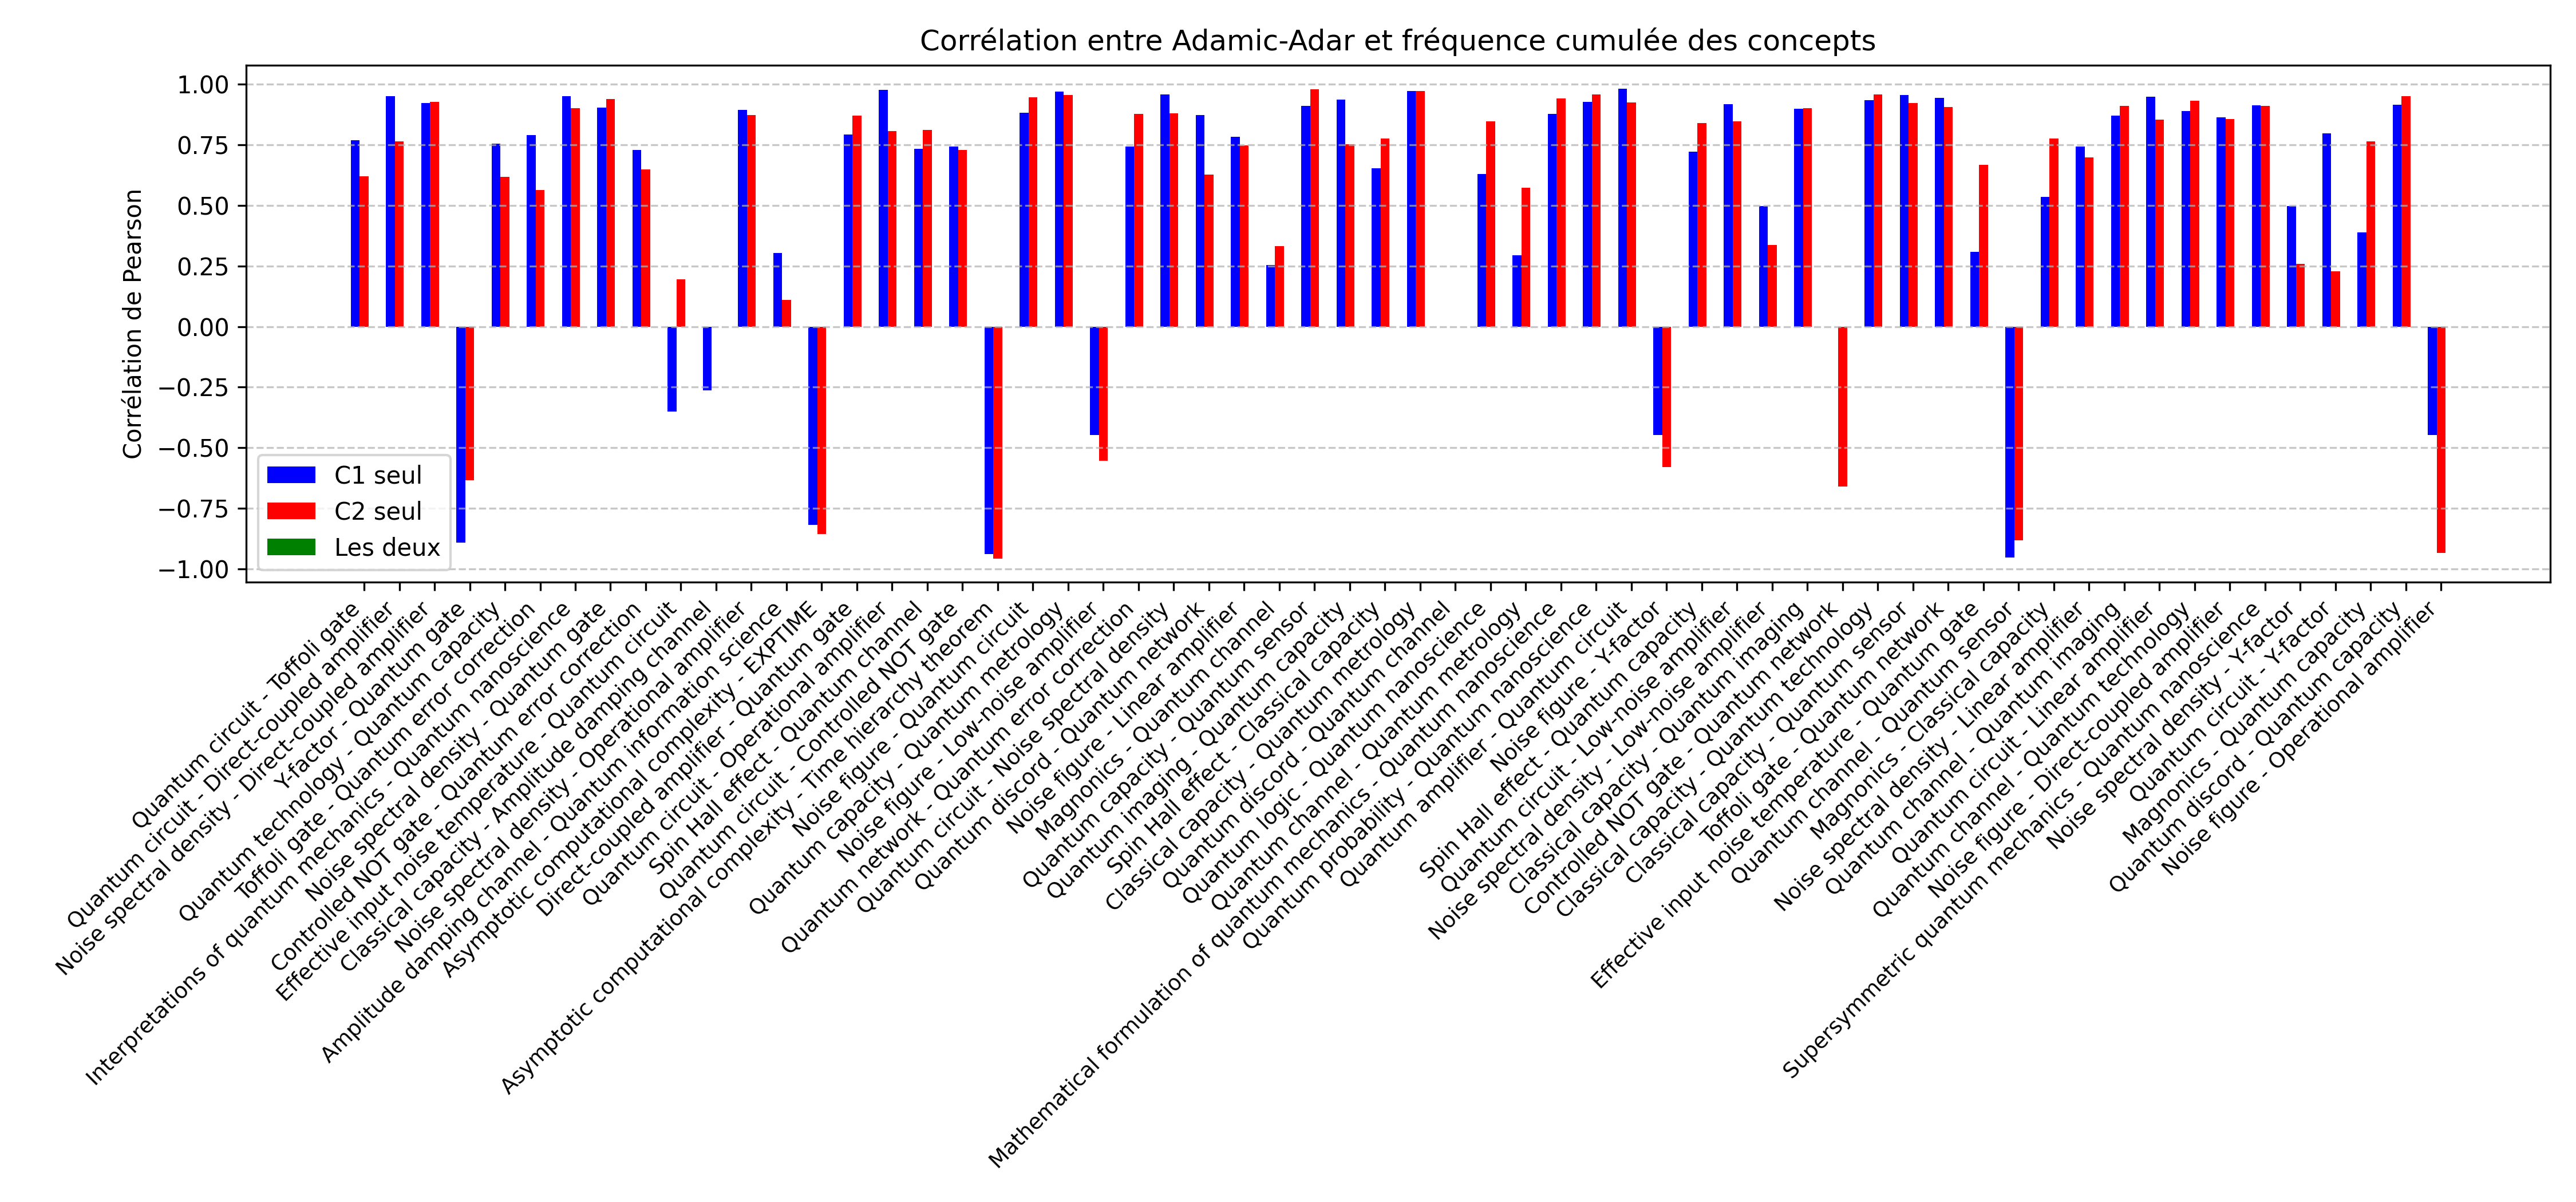 Corrélation entre Adamic-Adar et fréquence cumulée des concepts
Corrélation de Pearson
1.00
0.75
0.50
0.25
0.00
−0.25
−0.50
−0.75
−1.00
C1 seul
C2 seul
Les deux
Quantum circuit - Toffoli gate
Quantum circuit - Direct-coupled amplifier
Noise spectral density - Direct-coupled amplifier
Y-factor - Quantum gate
Quantum technology - Quantum capacity
Toffoli gate - Quantum error correction
Interpretations of quantum mechanics - Quantum nanoscience
Noise spectral density - Quantum gate
Controlled NOT gate - Quantum error correction
Effective input noise temperature - Quantum circuit
Classical capacity - Amplitude damping channel
Noise spectral density - Operational amplifier
Amplitude damping channel - Quantum information science
Asymptotic computational complexity - EXPTIME
Direct-coupled amplifier - Quantum gate
Quantum circuit - Operational amplifier
Spin Hall effect - Quantum channel
Quantum circuit - Controlled NOT gate
Asymptotic computational complexity - Time hierarchy theorem
Noise figure - Quantum circuit
Quantum capacity - Quantum metrology
Noise figure - Low-noise amplifier
Quantum network - Quantum error correction
Quantum circuit - Noise spectral density
Quantum discord - Quantum network
Noise figure - Linear amplifier
Magnonics - Quantum channel
Quantum capacity - Quantum sensor
Quantum imaging - Quantum capacity
Spin Hall effect - Classical capacity
Classical capacity - Quantum metrology
Quantum discord - Quantum channel
Quantum logic - Quantum nanoscience
Quantum channel - Quantum metrology
Mathematical formulation of quantum mechanics - Quantum nanoscience
Quantum probability - Quantum nanoscience
Quantum amplifier - Quantum circuit
Noise figure - Y-factor
Spin Hall effect - Quantum capacity
Quantum circuit - Low-noise amplifier
Noise spectral density - Low-noise amplifier
Classical capacity - Quantum imaging
Controlled NOT gate - Quantum network
Classical capacity - Quantum technology
Classical capacity - Quantum sensor
Toffoli gate - Quantum network
Effective input noise temperature - Quantum gate
Quantum channel - Quantum sensor
Magnonics - Classical capacity
Noise spectral density - Linear amplifier
Quantum channel - Quantum imaging
Quantum circuit - Linear amplifier
Quantum channel - Quantum technology
Noise figure - Direct-coupled amplifier
Supersymmetric quantum mechanics - Quantum nanoscience
Noise spectral density - Y-factor
Quantum circuit - Y-factor
Magnonics - Quantum capacity
Quantum discord - Quantum capacity
Noise figure - Operational amplifier